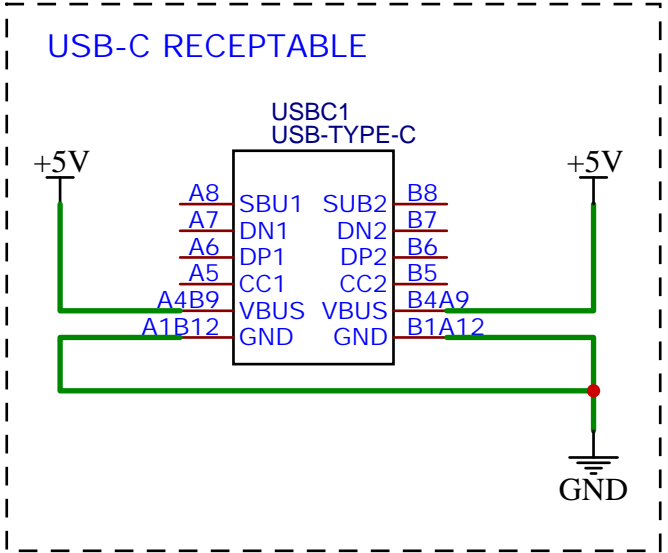 USB-C RECEPTABLE
USBC1
USB-TYPE-C
+5V
+5V
A8 SBU1 SUB2 B8
A7 DN1 DN2 B7
A6 DP1 DP2 B6
A5 CC1 CC2 B5
A4B9 VBUS VBUS B4A9
A1B12 GND GND B1A12
GND